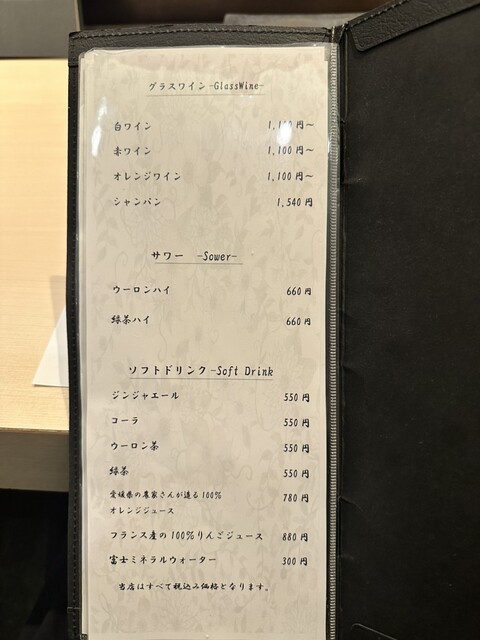 グラスワイン -GlassWine-
白ワイン 1,100円～
赤ワイン 1,100円～
オレンジワイン 1,100円～
シャンパン 1,540円
サワー -Sower-
ウーロンハイ 660円
緑茶ハイ 660円
ソフトドリンク-Soft Drink
ジンジャエール 550円
コーラ 550円
ウーロン茶 550円
緑茶 550円
愛媛県の農家さんが造る100% 780円
オレンジジュース
フランス産の100%りんごジュース 880円
富士ミネラルウォーター 300円
当店はすべて税込み価格となります。